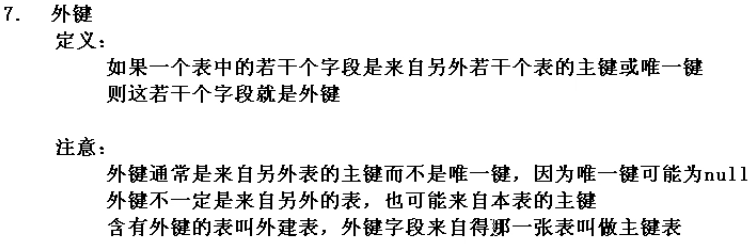 7. 外键
定义：
如果一个表中的若干个字段是来自另外若干个表的主键或唯一键
则这若干个字段就是外键
注意：
外键通常是来自另外表的主键而不是唯一键，因为唯一键可能为null
外键不一定是来自另外的表，也可能来自本表的主键
含有外键的表叫外建表，外键字段来自得那一张表叫做主键表